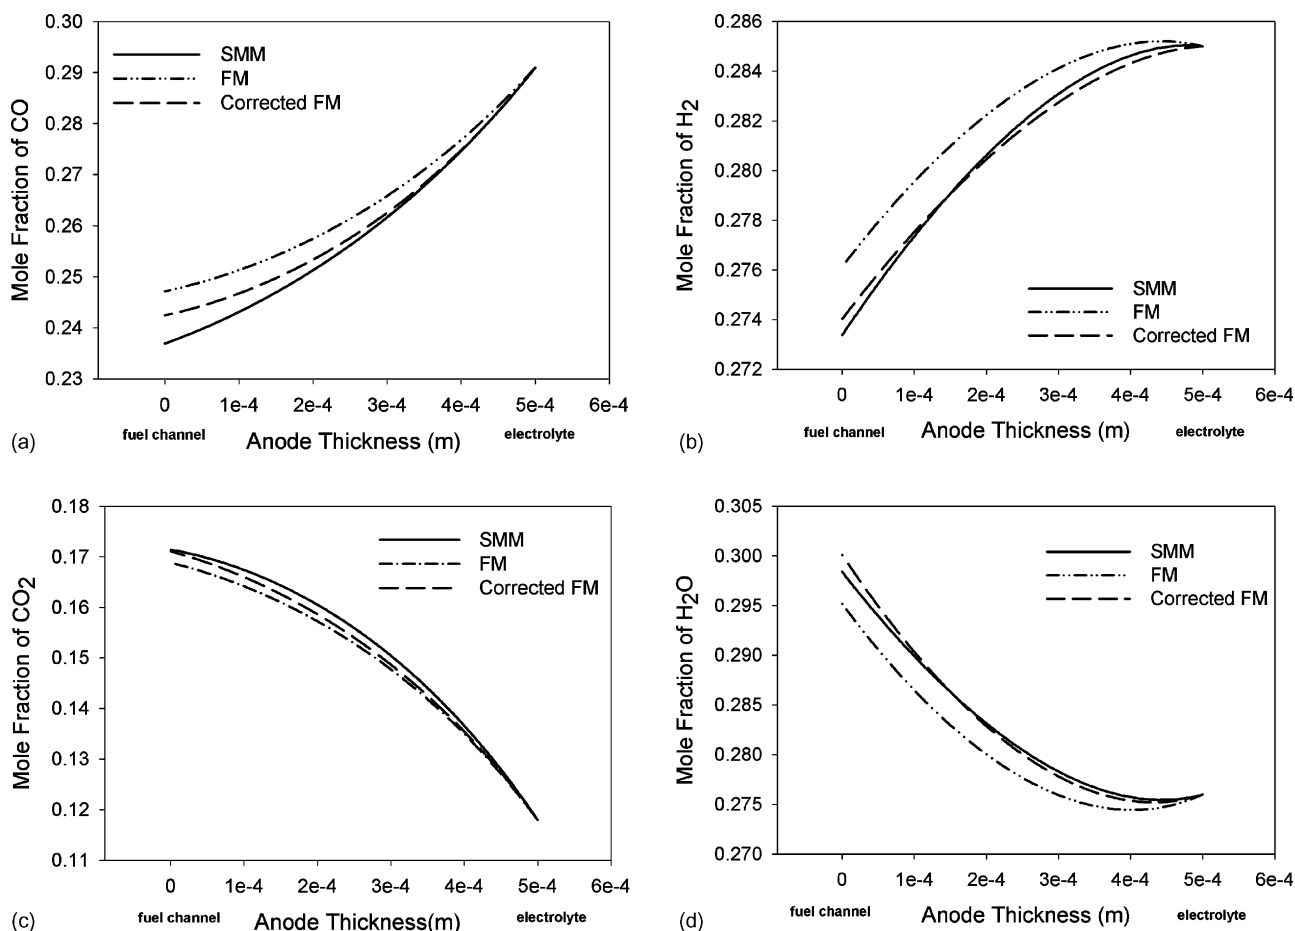 0.30
0.29
0.28
0.27
0.26
0.25
0.24
0.23
Mole Fraction of CO
SMM
FM
Corrected FM
0 1e-4 2e-4 3e-4 4e-4 5e-4 6e-4
fuel channel Anode Thickness (m) electrolyte
(a)
0.286
0.284
0.282
0.280
0.278
0.276
0.274
0.272
Mole Fraction of H2
SMM
FM
Corrected FM
0 1e-4 2e-4 3e-4 4e-4 5e-4 6e-4
fuel channel Anode Thickness (m) electrolyte
(b)
0.18
0.17
0.16
0.15
0.14
0.13
0.12
0.11
Mole Fraction of CO2
SMM
FM
Corrected FM
0 1e-4 2e-4 3e-4 4e-4 5e-4 6e-4
fuel channel Anode Thickness(m) electrolyte
(c)
0.305
0.300
0.295
0.290
0.285
0.280
0.275
0.270
Mole Fraction of H2O
SMM
FM
Corrected FM
0 1e-4 2e-4 3e-4 4e-4 5e-4 6e-4
fuel channel Anode Thickness (m) electrolyte
(d)